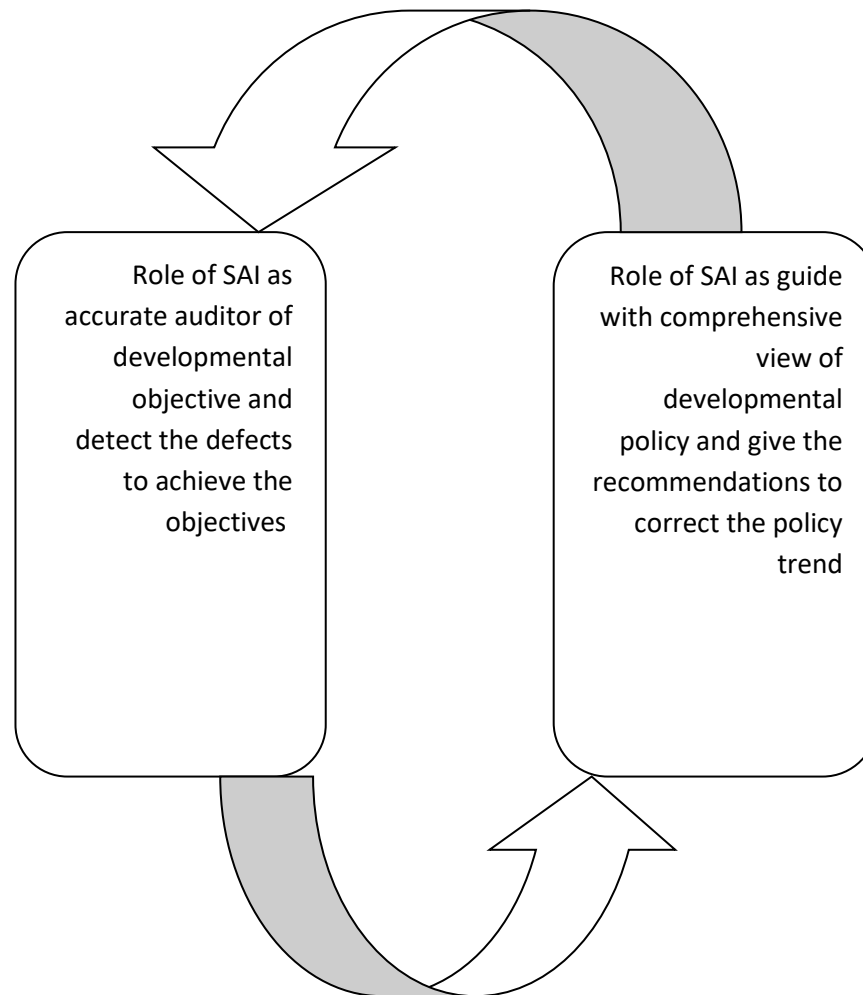 Role of SAI as
accurate auditor of
developmental
objective and
detect the defects
to achieve the
objectives
Role of SAI as guide
with comprehensive
view of
developmental
policy and give the
recommendations to
correct the policy
trend